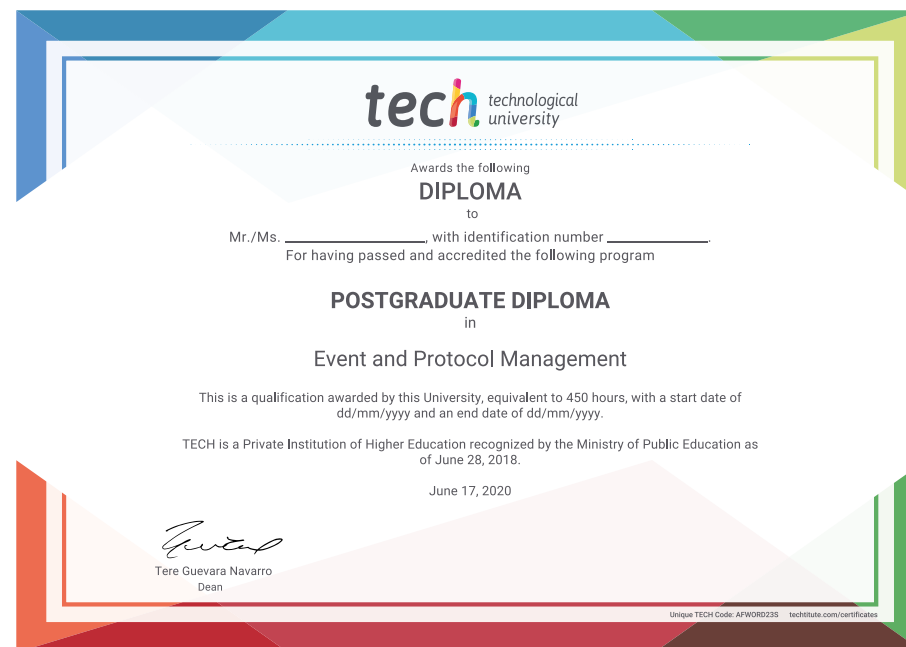 tech technological
university
Awards the following
DIPLOMA
to
Mr./Ms. ____________, with identification number ____________.
For having passed and accredited the following program
POSTGRADUATE DIPLOMA
in
Event and Protocol Management
This is a qualification awarded by this University, equivalent to 450 hours, with a start date of
dd/mm/yyyy and an end date of dd/mm/yyyy.
TECH is a Private Institution of Higher Education recognized by the Ministry of Public Education as
of June 28, 2018.
June 17, 2020
Tere Guevara Navarro
Dean
Unique TECH Code: AFWORD23S techtitute.com/certificates